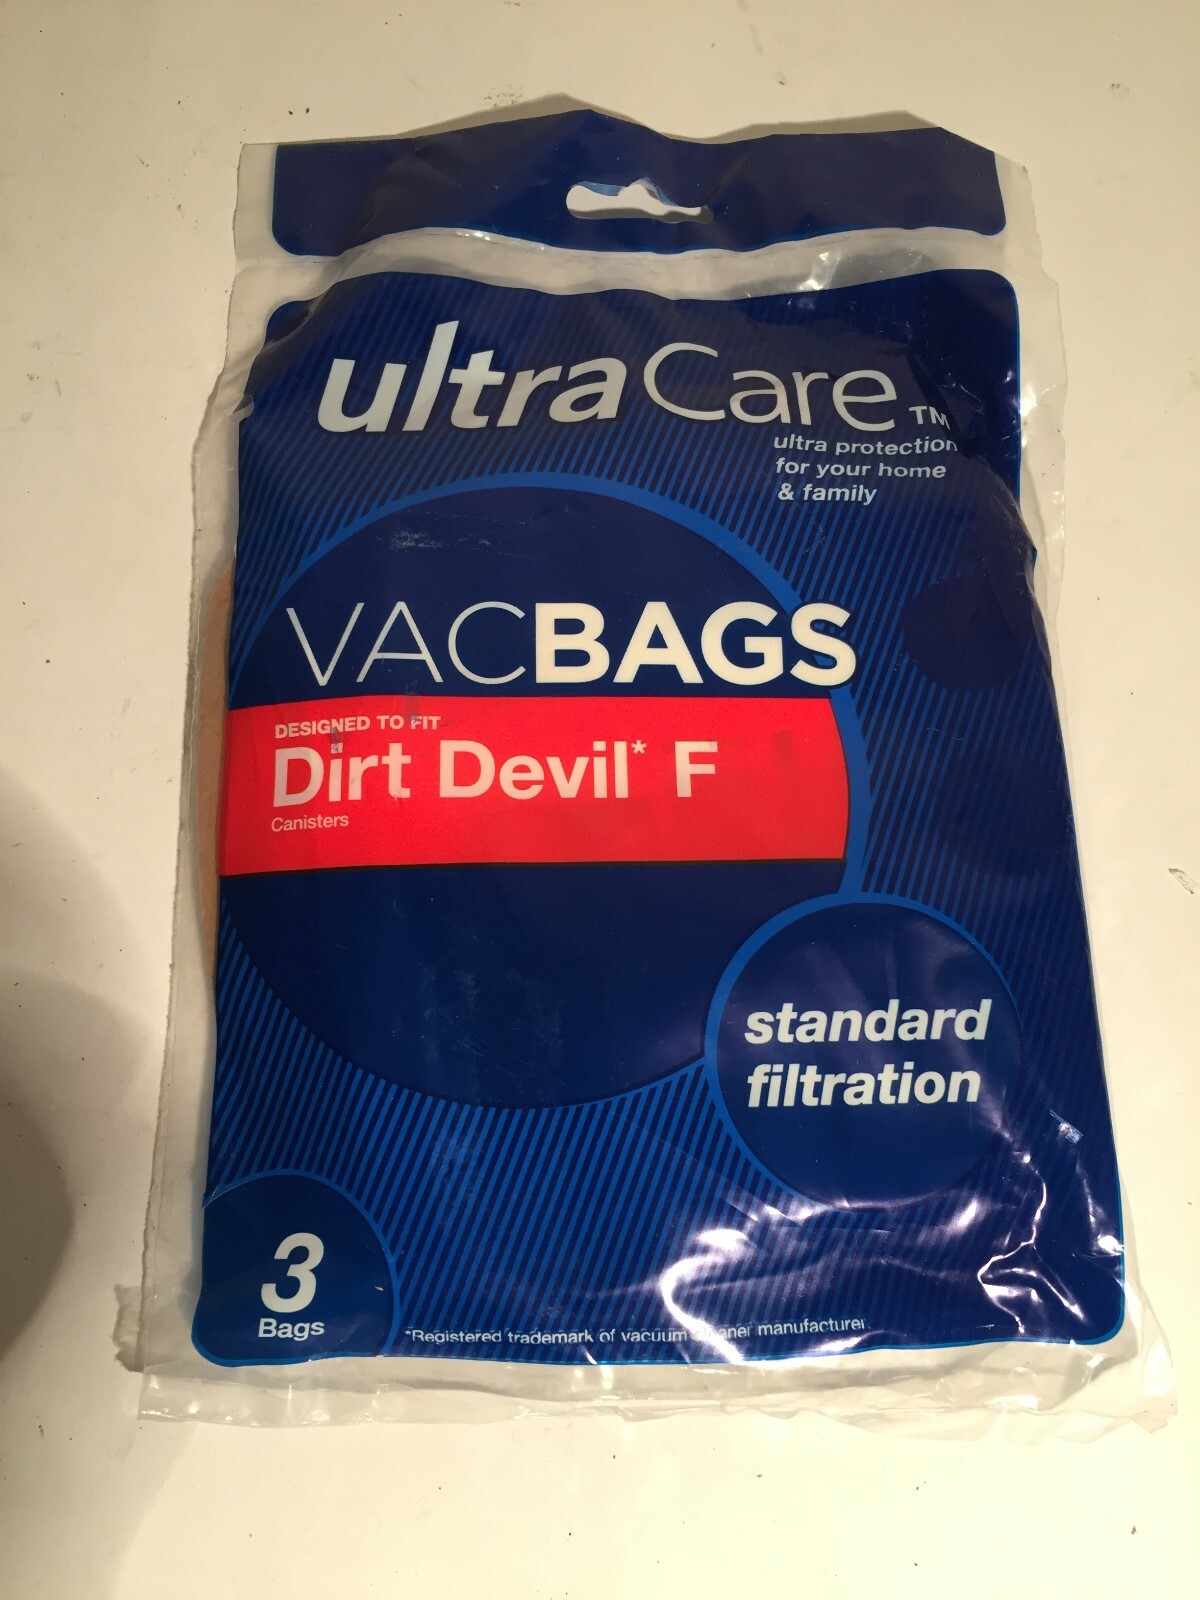 ultraCare™
ultra protection
for your home
& family
VACBAGS
DESIGNED TO FIT
Dirt Devil* F
Canisters
standard
filtration
3
Bags
*Registered trademark of vacuum cleaner manufacturer.